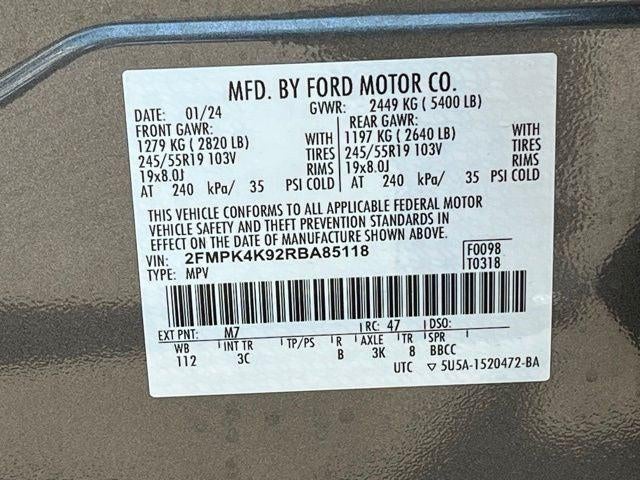 MFD. BY FORD MOTOR CO.
DATE: 01/24 GVWR: 2449 KG ( 5400 LB)
FRONT GAWR: REAR GAWR:
1279 KG ( 2820 LB) WITH 1197 KG ( 2640 LB) WITH
245/55R19 103V TIRES 245/55R19 103V TIRES
19x8.0J RIMS 19x8.0J RIMS
AT 240 kPa/ 35 PSI COLD AT 240 kPa/ 35 PSI COLD
THIS VEHICLE CONFORMS TO ALL APPLICABLE FEDERAL MOTOR
VEHICLE SAFETY AND THEFT PREVENTION STANDARDS IN
EFFECT ON THE DATE OF MANUFACTURE SHOWN ABOVE.
VIN: 2FMPK4K92RBA85118 F0098
TYPE: MPV T0318
EXT PNT: M7 RC: 47 DSO:
WB INT TR TP/PS R AXLE TR SPR
112 3C B 3K 8 BBCC
UTC ▽ 5U5A-1520472-BA